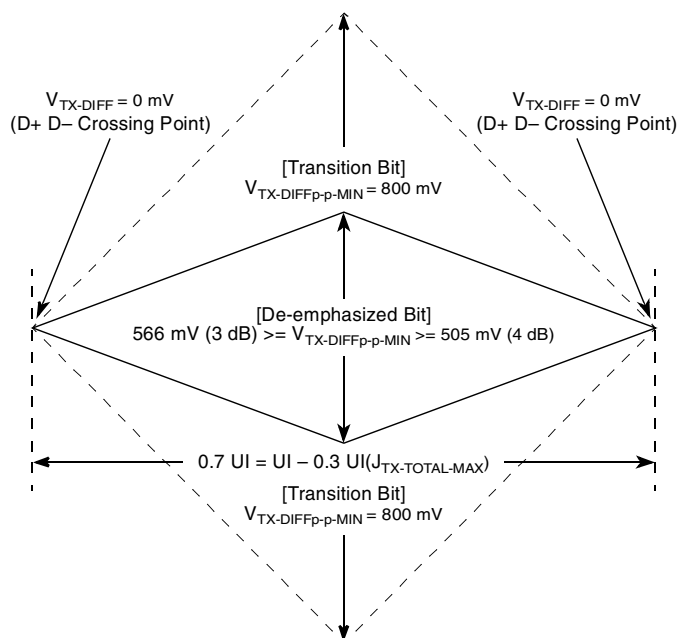 V_TX-DIFF = 0 mV
(D+ D– Crossing Point)
V_TX-DIFF = 0 mV
(D+ D– Crossing Point)
[Transition Bit]
V_TX-DIFFp-p-MIN = 800 mV
[De-emphasized Bit]
566 mV (3 dB) >= V_TX-DIFFp-p-MIN >= 505 mV (4 dB)
0.7 UI = UI – 0.3 UI(J_TX-TOTAL-MAX)
[Transition Bit]
V_TX-DIFFp-p-MIN = 800 mV